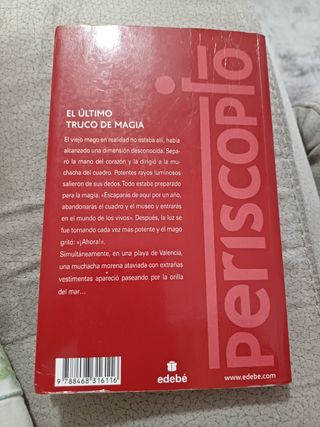 EL ÚLTIMO
TRUCO DE MAGIA
El viejo mago en realidad no estaba allí, había
alcanzado una dimensión desconocida. Sepa-
ró la mano del corazón y la dirigió a la mu-
chacha del cuadro. Potentes rayos luminosos
salieron de sus dedos. Todo estaba preparado
para la magia. «Escaparás de aquí por un año,
abandonarás el cuadro y el museo y entrarás
en el mundo de los vivos». Después, la luz se
fue tornando cada vez más potente y el mago
gritó: «¡Ahora!».
Simultáneamente, en una playa de Valencia,
una muchacha morena ataviada con extrañas
vestimentas apareció paseando por la orilla
del mar...
periscopio
9 788468 316116
edebé
www.edebe.com